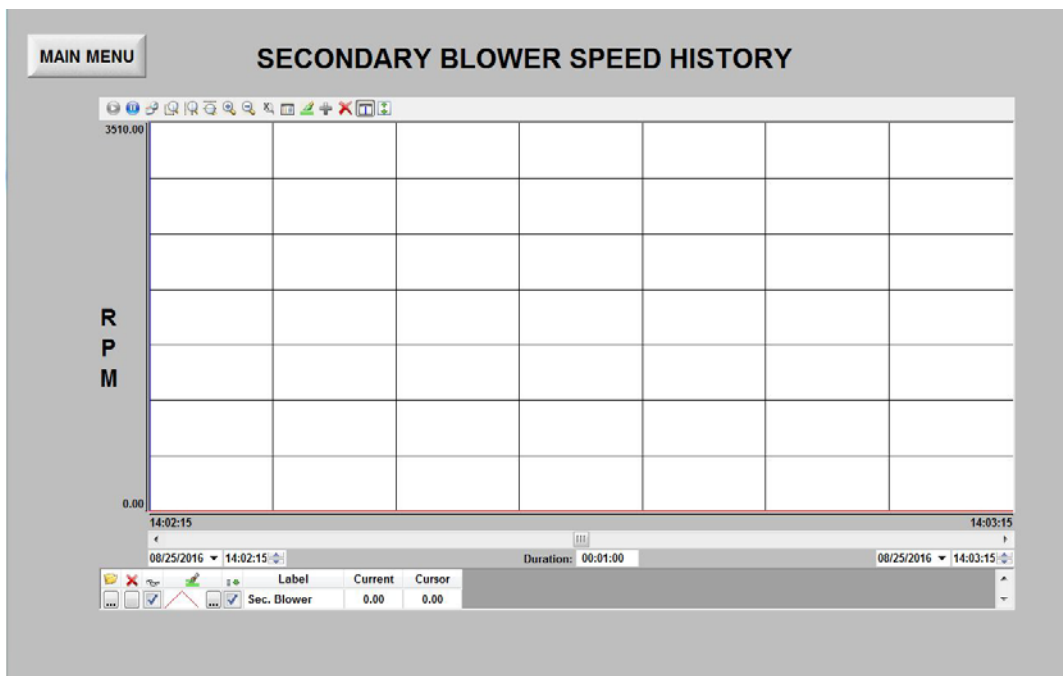 MAIN MENU
SECONDARY BLOWER SPEED HISTORY
3510.00
R
P
M
0.00
14:02:15 14:03:15
08/25/2016 14:02:15 Duration: 00:01:00 08/25/2016 14:03:15
Label Current Cursor
... ... Sec. Blower 0.00 0.00